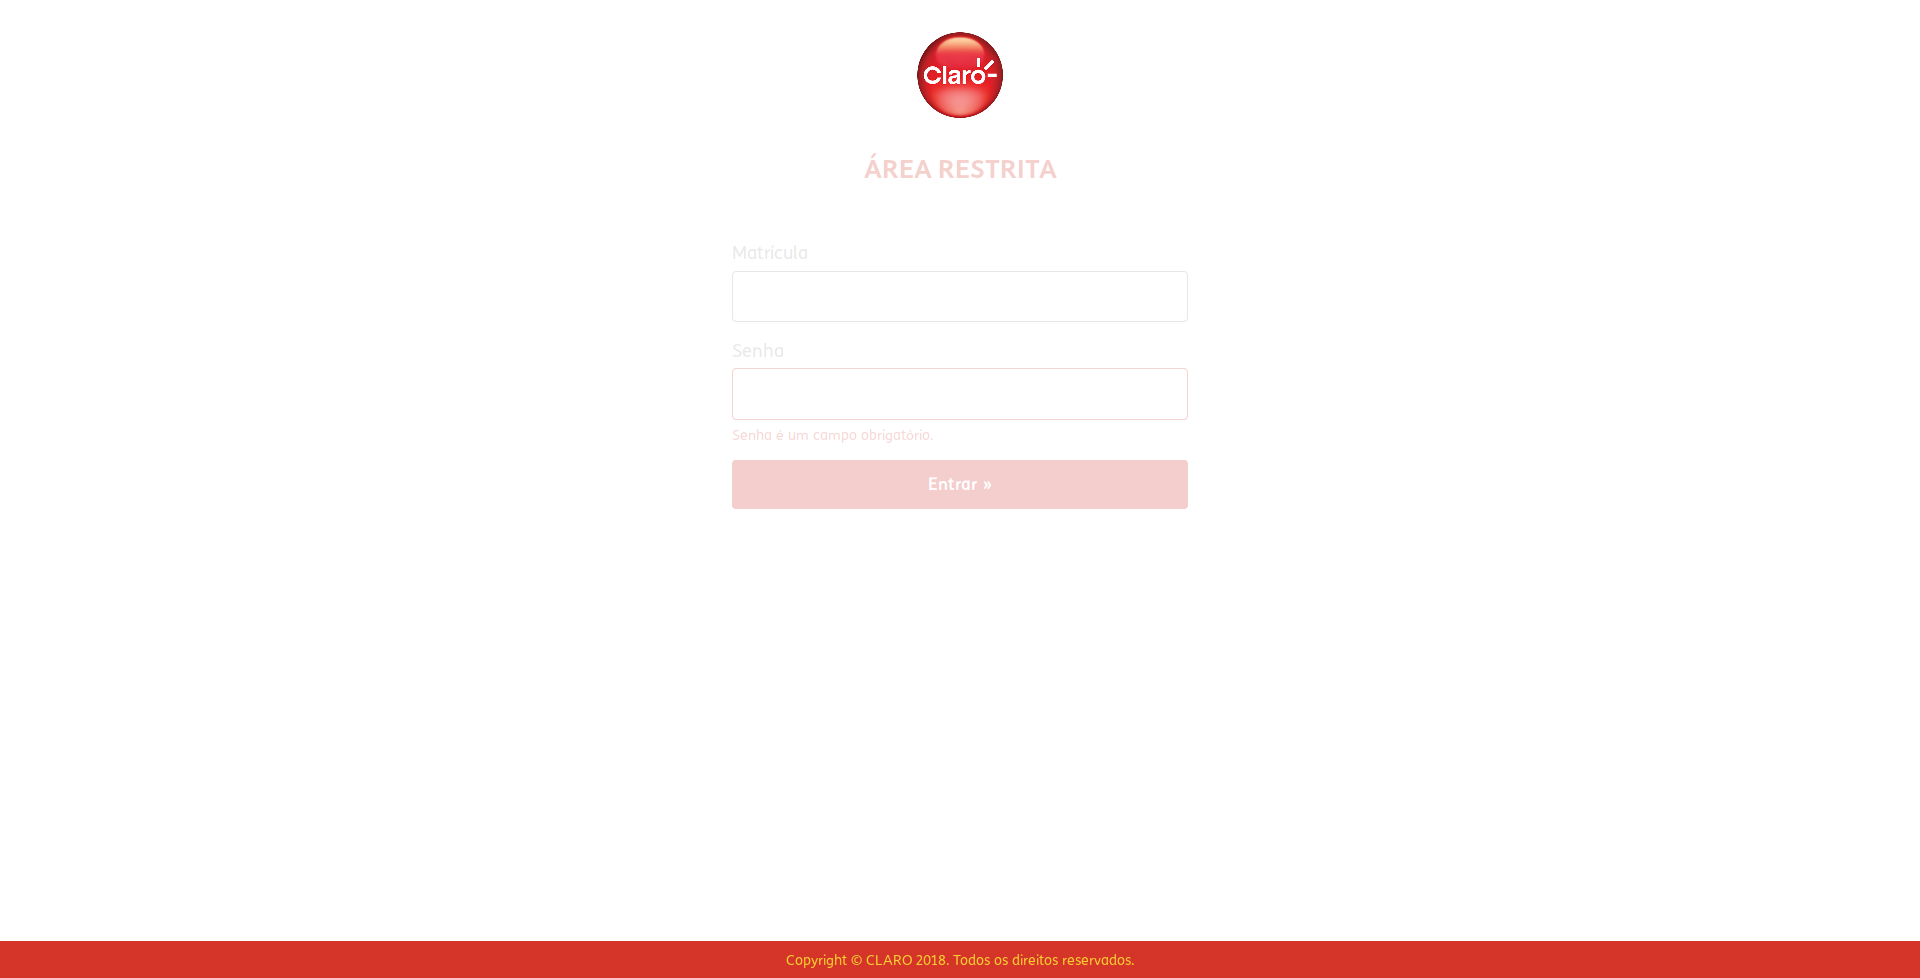 Claro
ÁREA RESTRITA
Matrícula
Senha
Senha é um campo obrigatório.
Entrar »
Copyright © CLARO 2018. Todos os direitos reservados.